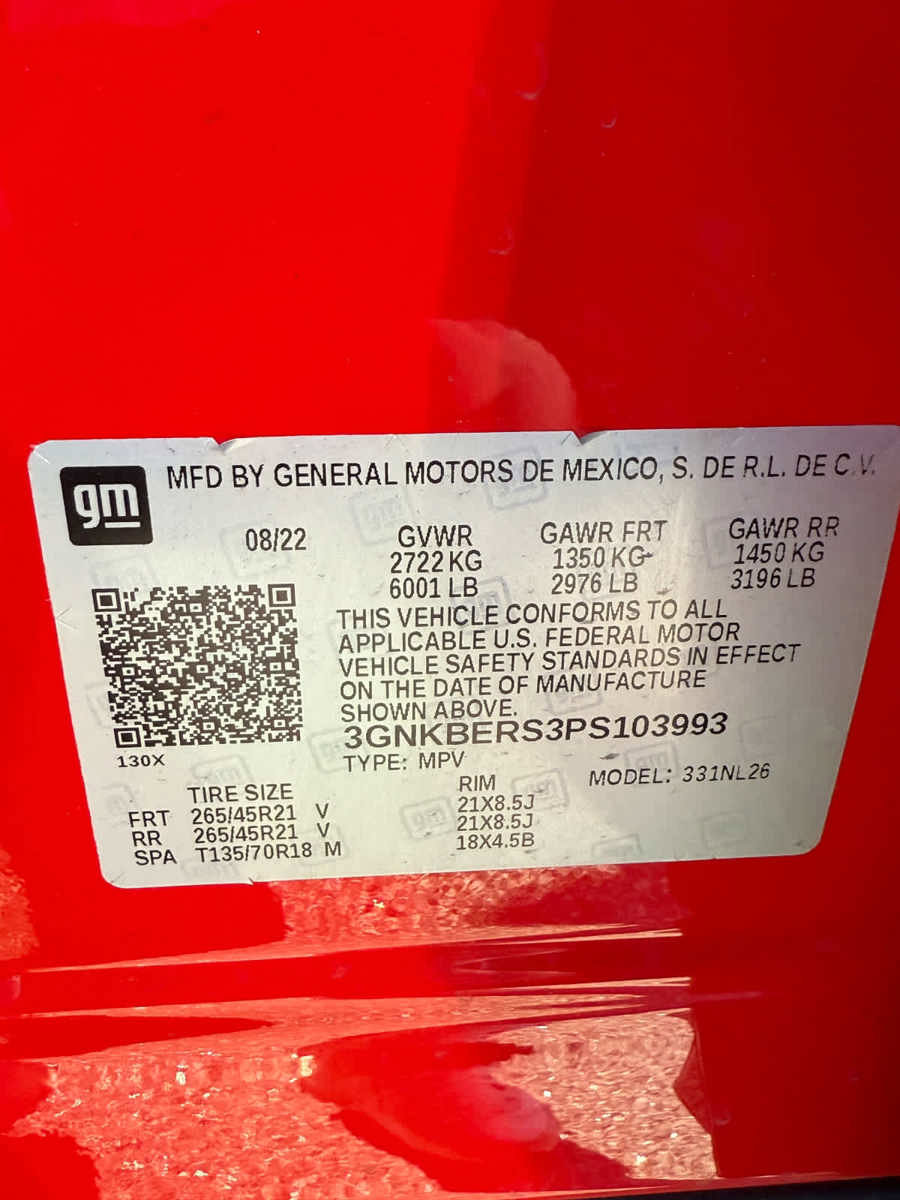 gm
MFD BY GENERAL MOTORS DE MEXICO, S. DE R.L. DE C.V.
08/22 GVWR GAWR FRT GAWR RR
2722 KG 1350 KG 1450 KG
6001 LB 2976 LB 3196 LB
THIS VEHICLE CONFORMS TO ALL
APPLICABLE U.S. FEDERAL MOTOR
VEHICLE SAFETY STANDARDS IN EFFECT
ON THE DATE OF MANUFACTURE
SHOWN ABOVE.
3GNKBERS3PS103993
130X
TYPE: MPV MODEL: 331NL26
TIRE SIZE RIM
FRT 265/45R21 V 21X8.5J
RR 265/45R21 V 21X8.5J
SPA T135/70R18 M 18X4.5B